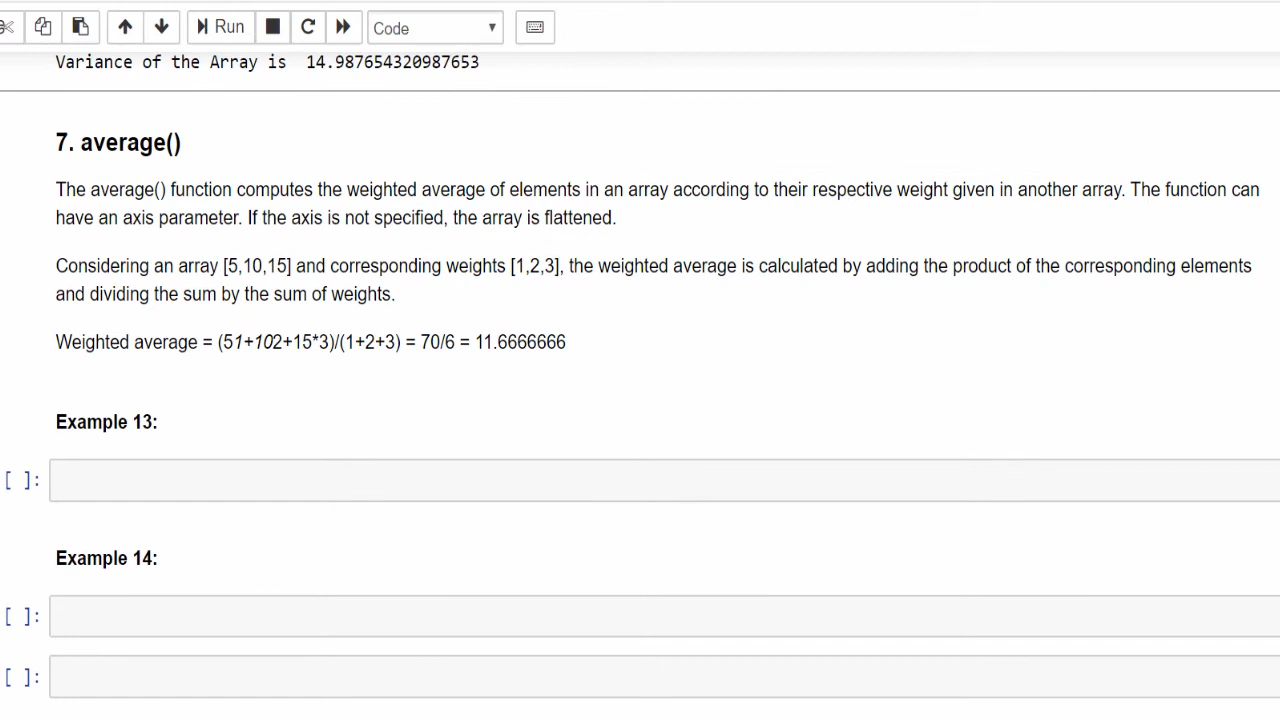 Run
Code
Variance of the Array is 14.987654320987653
7. average()
The average() function computes the weighted average of elements in an array according to their respective weight given in another array. The function can
have an axis parameter. If the axis is not specified, the array is flattened.
Considering an array [5,10,15] and corresponding weights [1,2,3], the weighted average is calculated by adding the product of the corresponding elements
and dividing the sum by the sum of weights.
Weighted average = (51+102+15*3)/(1+2+3) = 70/6 = 11.6666666
Example 13:
[ ]:
Example 14:
[ ]:
[ ]: